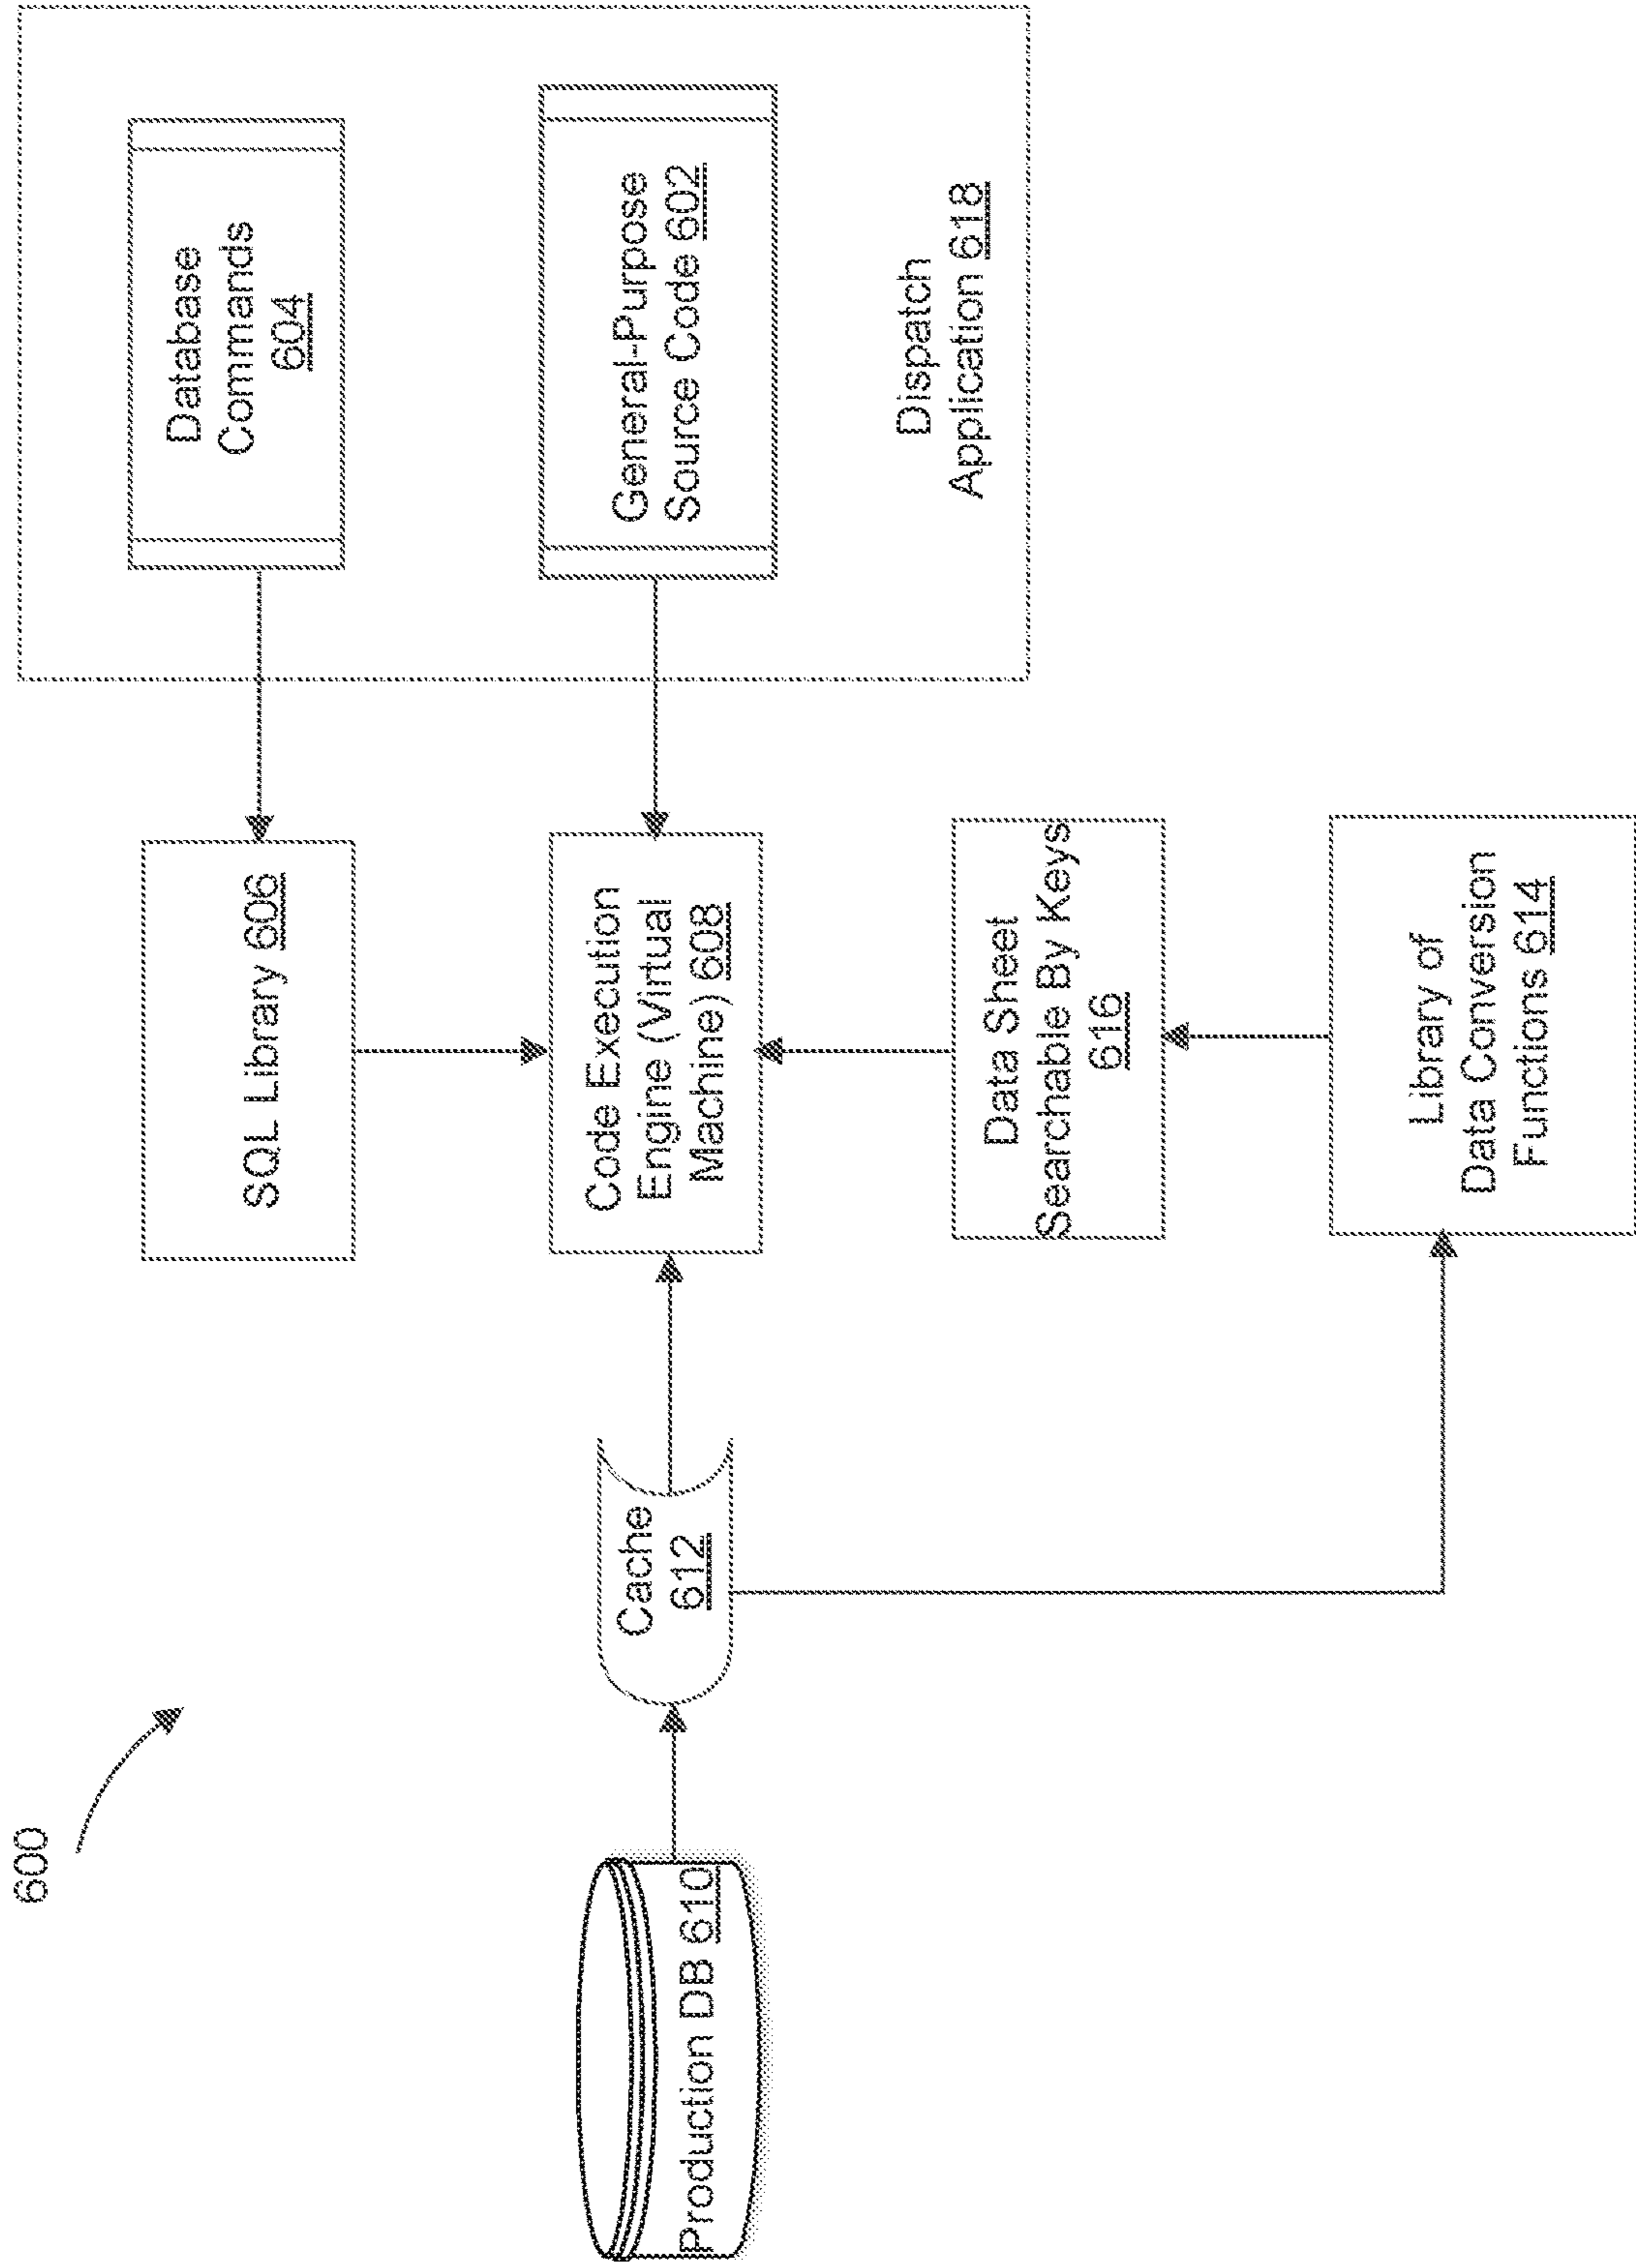 600
Production DB 610
Cache
612
SQL Library 606
Code Execution
Engine (Virtual
Machine) 608
Data Sheet
Searchable By Keys
616
Library of
Data Conversion
Functions 614
Database
Commands
604
General-Purpose
Source Code 602
Dispatch
Application 618